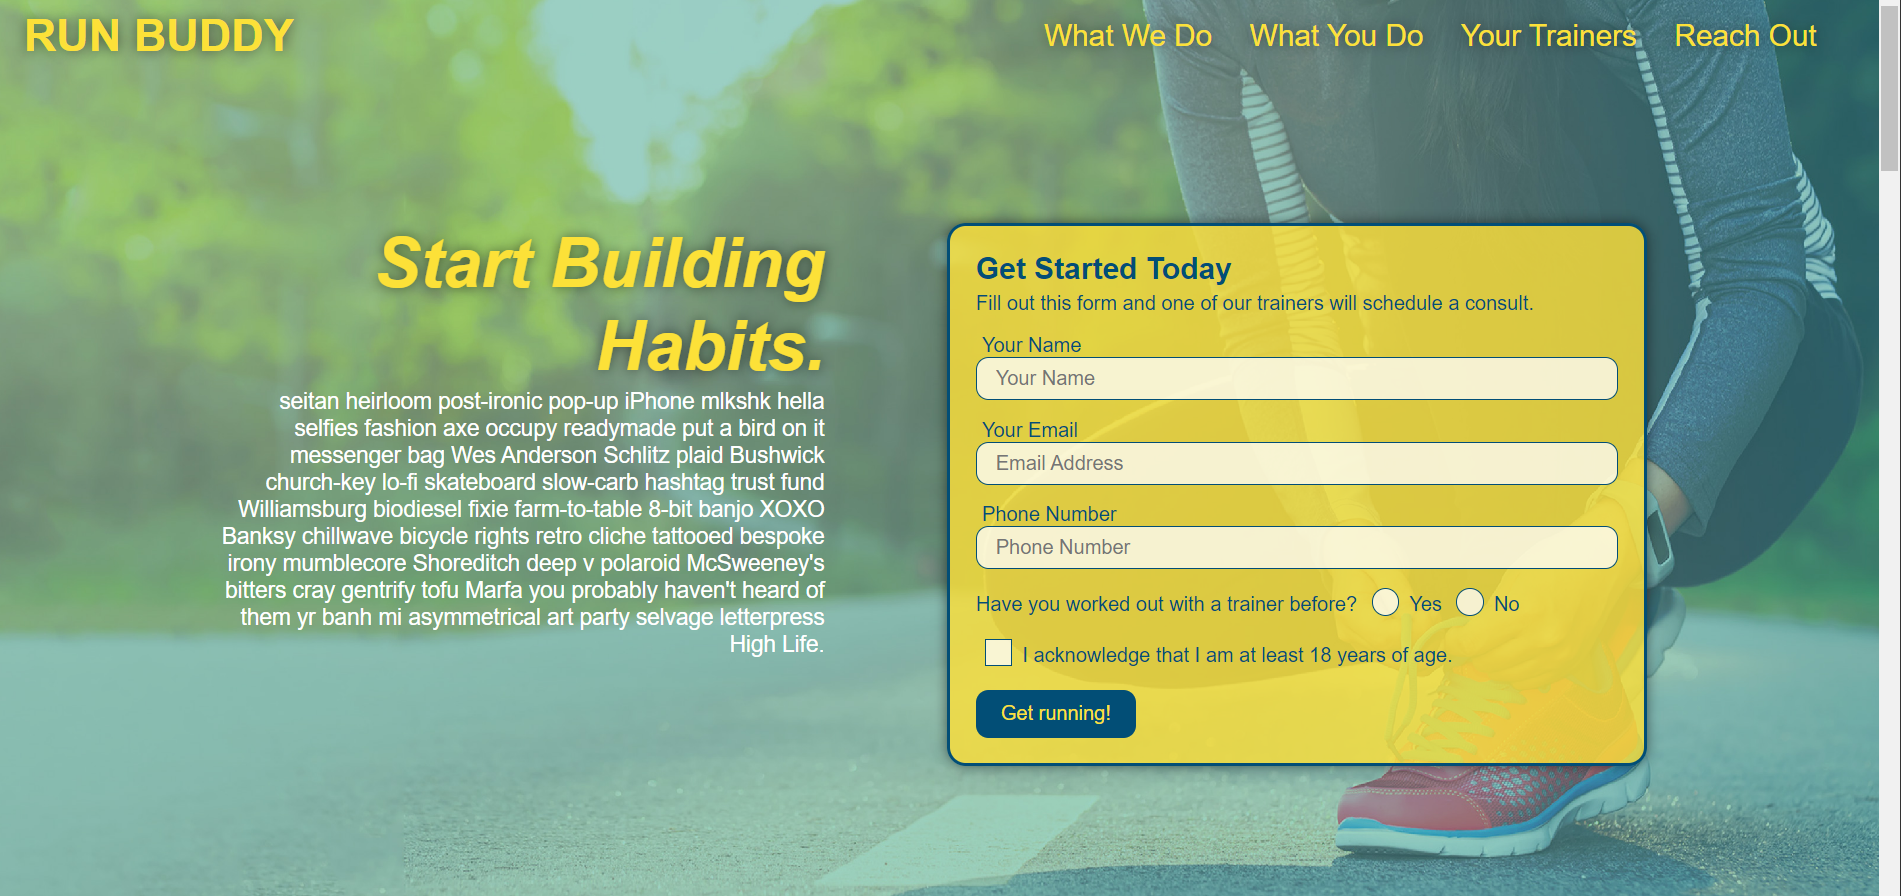 RUN BUDDY
What We Do What You Do Your Trainers Reach Out
Start Building
Habits.
seitan heirloom post-ironic pop-up iPhone mlkshk hella
selfies fashion axe occupy readymade put a bird on it
messenger bag Wes Anderson Schlitz plaid Bushwick
church-key lo-fi skateboard slow-carb hashtag trust fund
Williamsburg biodiesel fixie farm-to-table 8-bit banjo XOXO
Banksy chillwave bicycle rights retro cliche tattooed bespoke
irony mumblecore Shoreditch deep v polaroid McSweeney's
bitters cray gentrify tofu Marfa you probably haven't heard of
them yr banh mi asymmetrical art party selvage letterpress
High Life.
Get Started Today
Fill out this form and one of our trainers will schedule a consult.
Your Name
Your Name
Your Email
Email Address
Phone Number
Phone Number
Have you worked out with a trainer before? Yes No
I acknowledge that I am at least 18 years of age.
Get running!